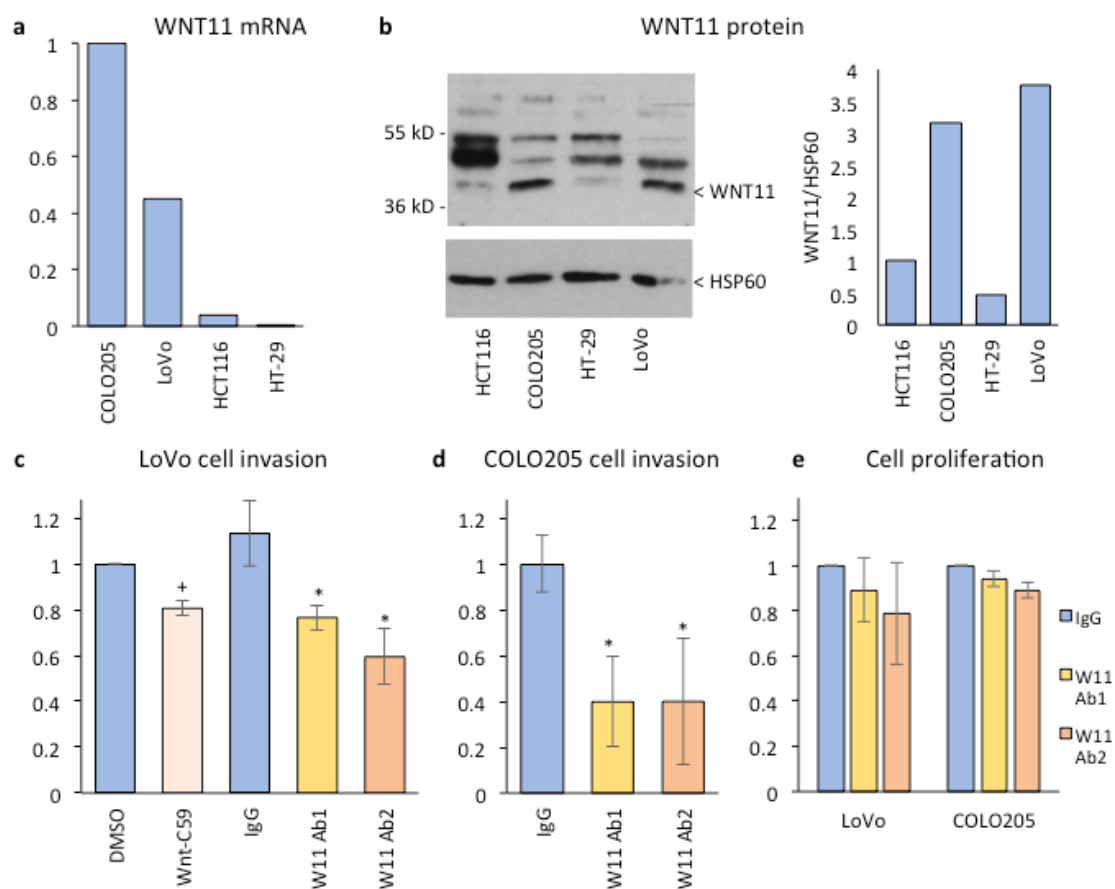 a WNT11 mRNA
1
0.8
0.6
0.4
0.2
0
COLO205
LoVo
HCT116
HT-29
b WNT11 protein
55 kD -
36 kD -
< WNT11
< HSP60
HCT116
COLO205
HT-29
LoVo
WNT11/HSP60
4
3.5
3
2.5
2
1.5
1
0.5
0
HCT116
COLO205
HT-29
LoVo
c LoVo cell invasion
1.2
1
0.8
0.6
0.4
0.2
0
+
*
*
DMSO
Wnt-C59
IgG
W11 Ab1
W11 Ab2
d COLO205 cell invasion
1.2
1
0.8
0.6
0.4
0.2
0
*
*
IgG
W11 Ab1
W11 Ab2
e Cell proliferation
1.2
1
0.8
0.6
0.4
0.2
0
LoVo
COLO205
IgG
W11
Ab1
W11
Ab2